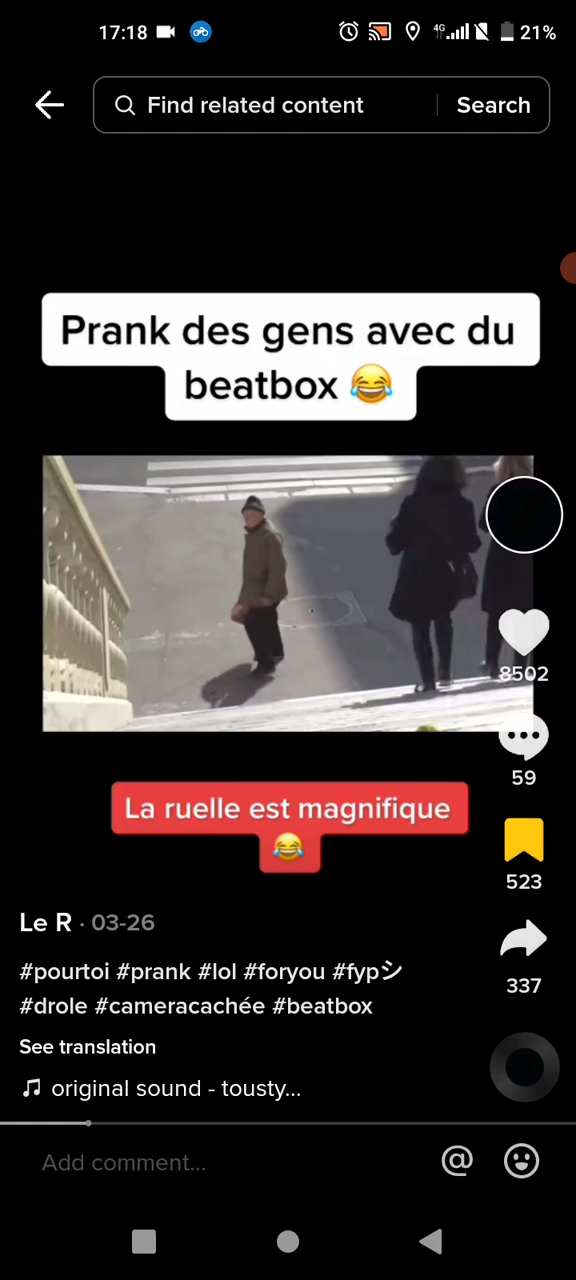 17:18 4G 21%
Find related content Search
Prank des gens avec du
beatbox 😂
8502
59
La ruelle est magnifique
😂
523
Le R · 03-26
#pourtoi #prank #lol #foryou #fypシ
337
#drole #cameracachée #beatbox
See translation
original sound - tousty...
Add comment...